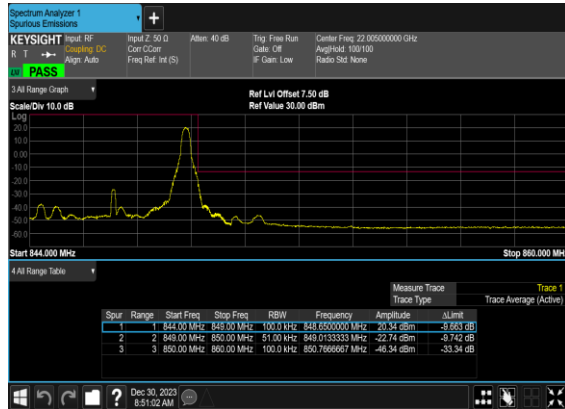 Spectrum Analyzer 1
Spurious Emissions
+
KEYSIGHT Input: RF Input Z: 50 Ω Atten: 40 dB Trig: Free Run Center Freq: 22.005000000 GHz
R T Coupling: DC Corr CCorr Gate: Off Avg|Hold: 100/100
Align: Auto Freq Ref: Int (S) IF Gain: Low Radio Std: None
PASS
3 All Range Graph
Ref Lvl Offset 7.50 dB
Scale/Div 10.0 dB Ref Value 30.00 dBm
Log
20.0
10.0
0.00
-10.0
-20.0
-30.0
-40.0
-50.0
-60.0
Start 844.000 MHz Stop 860.000 MH
4 All Range Table
Measure Trace Trace 1
Trace Type Trace Average (Active)
Spur Range Start Freq Stop Freq RBW Frequency Amplitude ΔLimit
1 1 844.00 MHz 849.00 MHz 100.0 kHz 848.6500000 MHz 20.34 dBm -9.663 dB
2 2 849.00 MHz 850.00 MHz 51.00 kHz 849.0133333 MHz -22.74 dBm -9.742 dB
3 3 850.00 MHz 860.00 MHz 100.0 kHz 850.7666667 MHz -46.34 dBm -33.34 dB
? Dec 30, 2023
8:51:02 AM